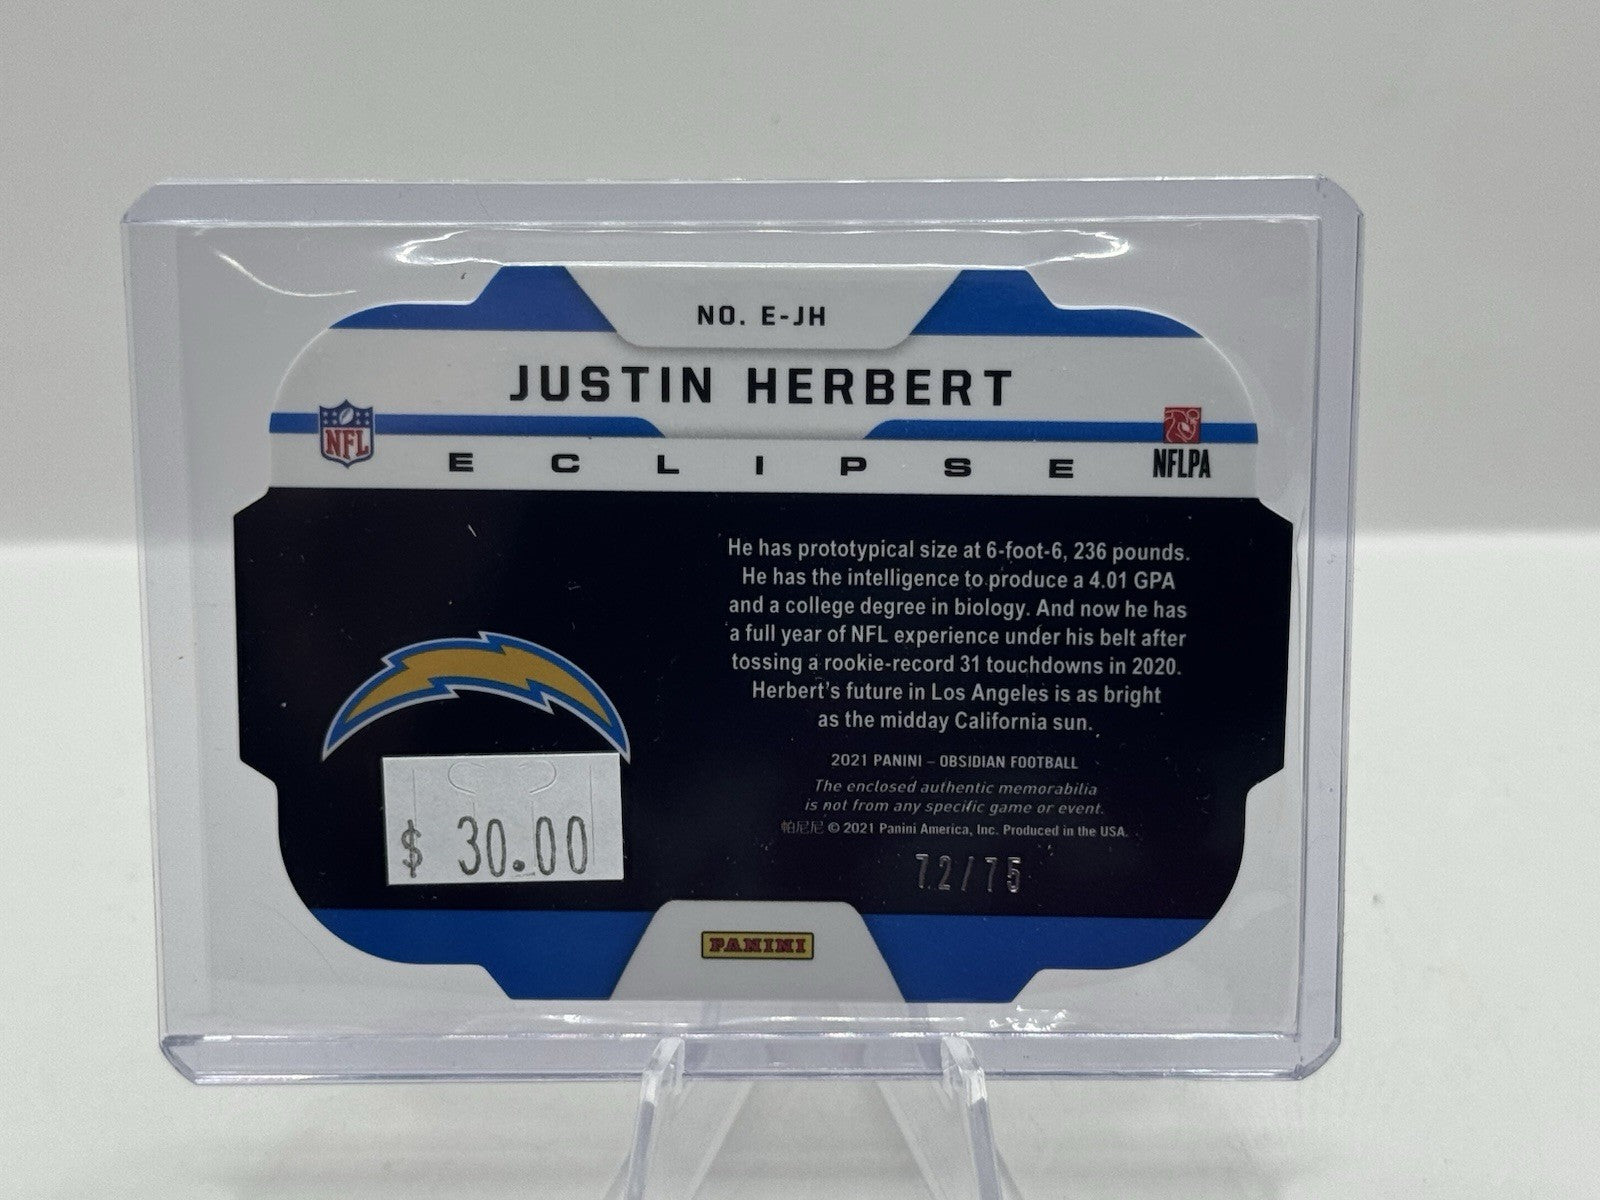 NO. E-JH
JUSTIN HERBERT
NFL
NFLPA
ECLIPSE
He has prototypical size at 6-foot-6, 236 pounds.
He has the intelligence to produce a 4.01 GPA
and a college degree in biology. And now he has
a full year of NFL experience under his belt after
tossing a rookie-record 31 touchdowns in 2020.
Herbert's future in Los Angeles is as bright
as the midday California sun.
2021 PANINI – OBSIDIAN FOOTBALL
The enclosed authentic memorabilia
is not from any specific game or event.
帕尼尼 © 2021 Panini America, Inc. Produced in the USA.
$ 30.00
72/75
PANINI